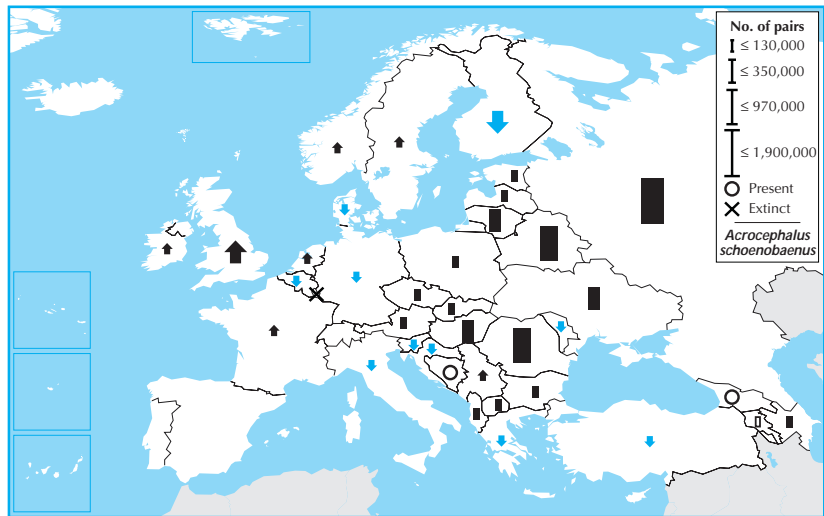 No. of pairs
≤ 130,000
≤ 350,000
≤ 970,000
≤ 1,900,000
Present
Extinct
Acrocephalus
schoenobaenus